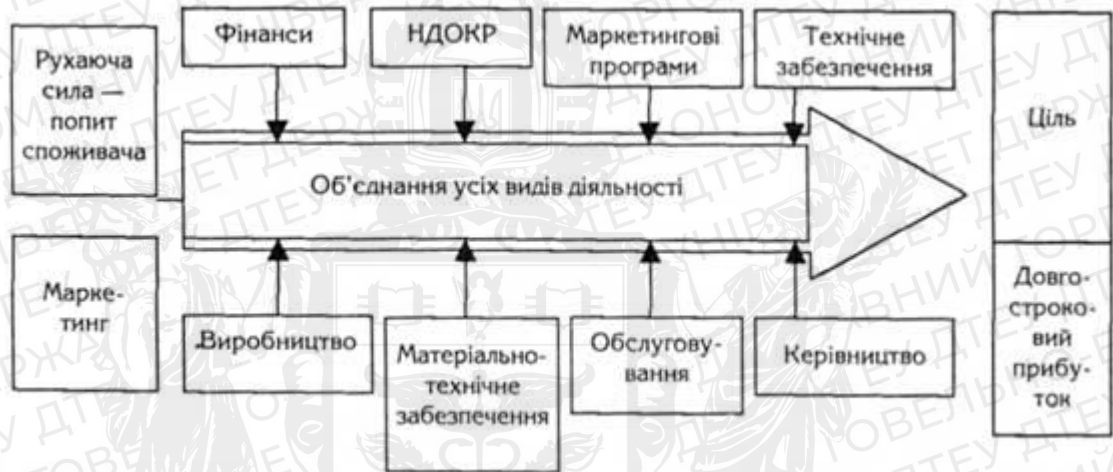 Рухаюча
сила —
попит
споживача
Фінанси
НДОКР
Маркетингові
програми
Технічне
забезпечення
Ціль
Об'єднання усіх видів діяльності
Марке-
тинг
Виробництво
Матеріально-
технічне
забезпечення
Обслугову-
вання
Керівництво
Довго-
строко-
вий
прибу-
ток